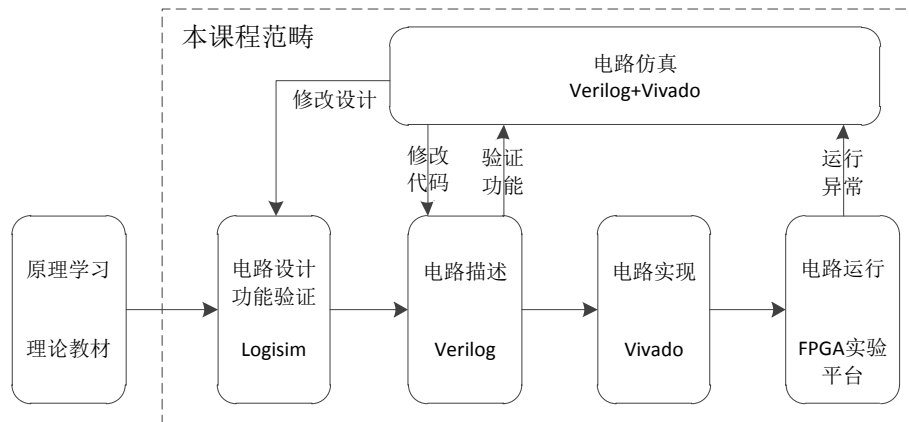 本课程范畴
电路仿真
Verilog+Vivado
修改设计
修改
代码
验证
功能
运行
异常
原理学习
理论教材
电路设计
功能验证
Logisim
电路描述
Verilog
电路实现
Vivado
电路运行
FPGA实验
平台